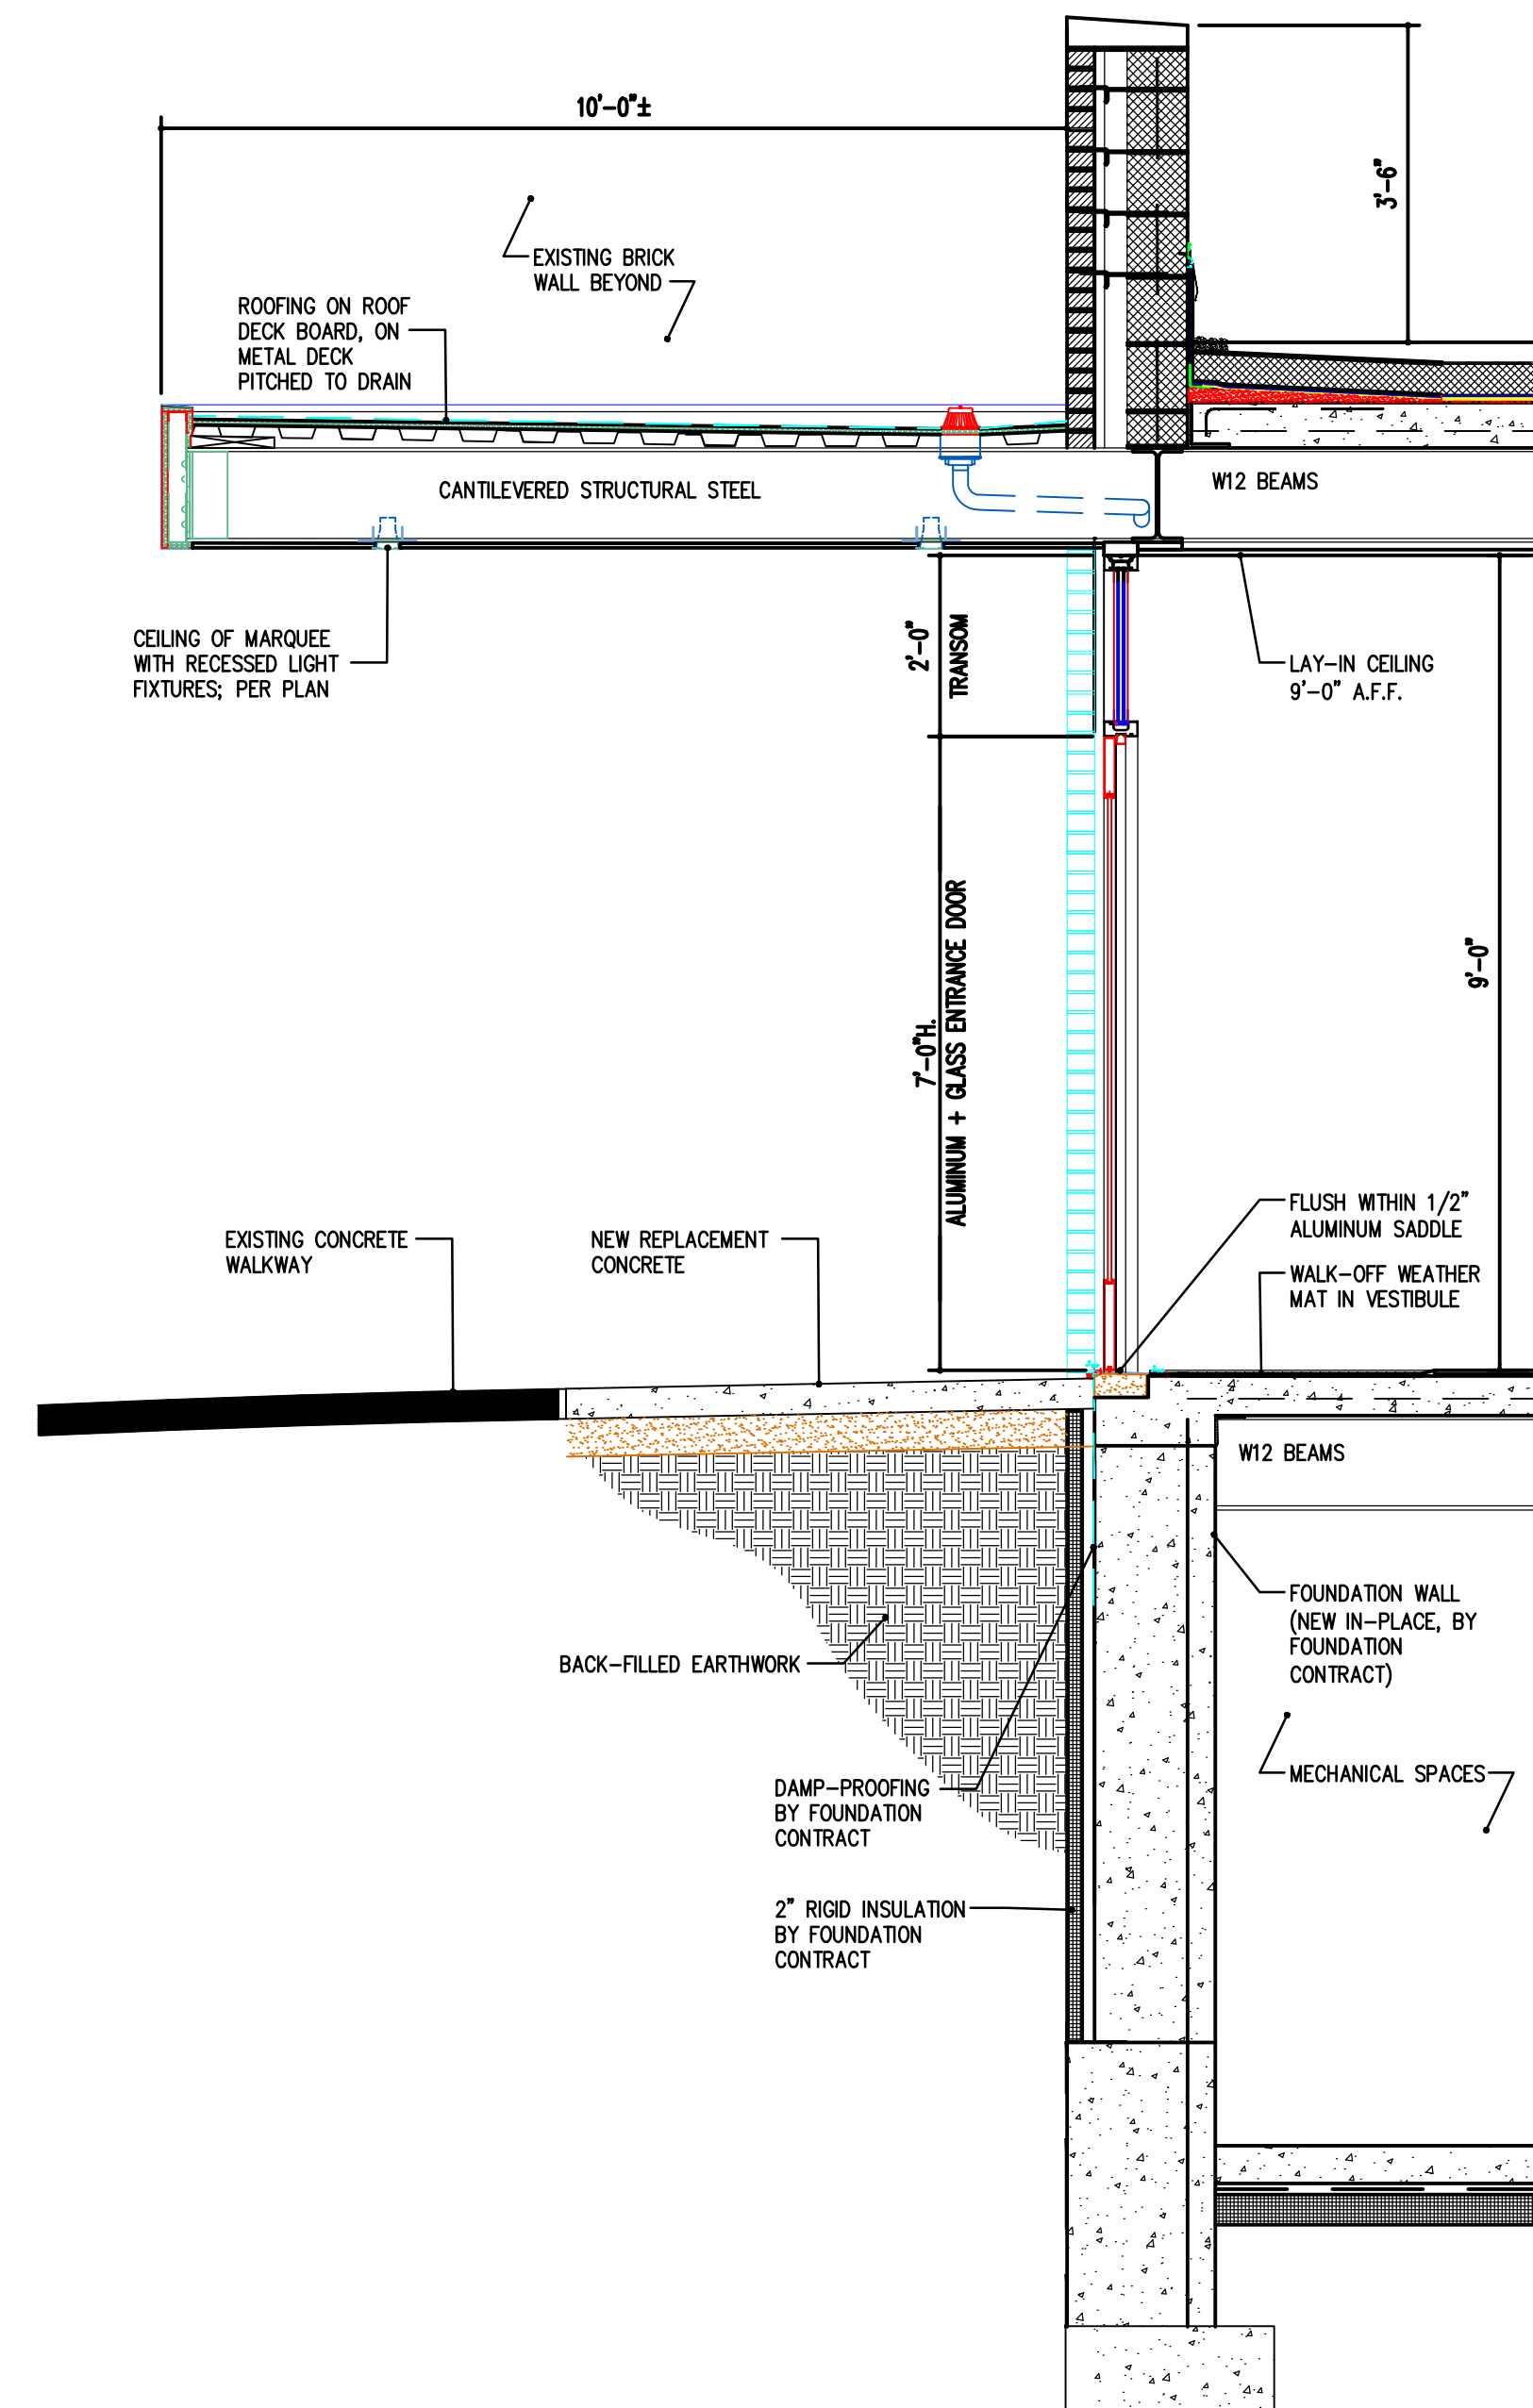 10'-0"±
3'-6"
EXISTING BRICK
WALL BEYOND
ROOFING ON ROOF
DECK BOARD, ON
METAL DECK
PITCHED TO DRAIN
CANTILEVERED STRUCTURAL STEEL
W12 BEAMS
CEILING OF MARQUEE
WITH RECESSED LIGHT
FIXTURES; PER PLAN
2'-0"
TRANSOM
LAY-IN CEILING
9'-0" A.F.F.
7'-0"H.
ALUMINUM + GLASS ENTRANCE DOOR
9'-0"
EXISTING CONCRETE
WALKWAY
NEW REPLACEMENT
CONCRETE
FLUSH WITHIN 1/2"
ALUMINUM SADDLE
WALK-OFF WEATHER
MAT IN VESTIBULE
W12 BEAMS
FOUNDATION WALL
(NEW IN-PLACE, BY
FOUNDATION
CONTRACT)
BACK-FILLED EARTHWORK
MECHANICAL SPACES
DAMP-PROOFING
BY FOUNDATION
CONTRACT
2" RIGID INSULATION
BY FOUNDATION
CONTRACT